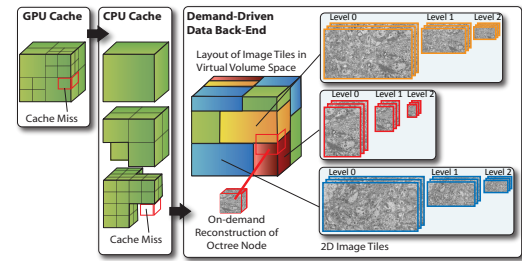 GPU Cache
Cache Miss
CPU Cache
Cache Miss
Demand-Driven
Data Back-End
Layout of Image Tiles in
Virtual Volume Space
On-demand
Reconstruction of
Octree Node
Level 0
Level 1
Level 2
Level 0
Level 1
Level 2
Level 0
Level 1
Level 2
2D Image Tiles